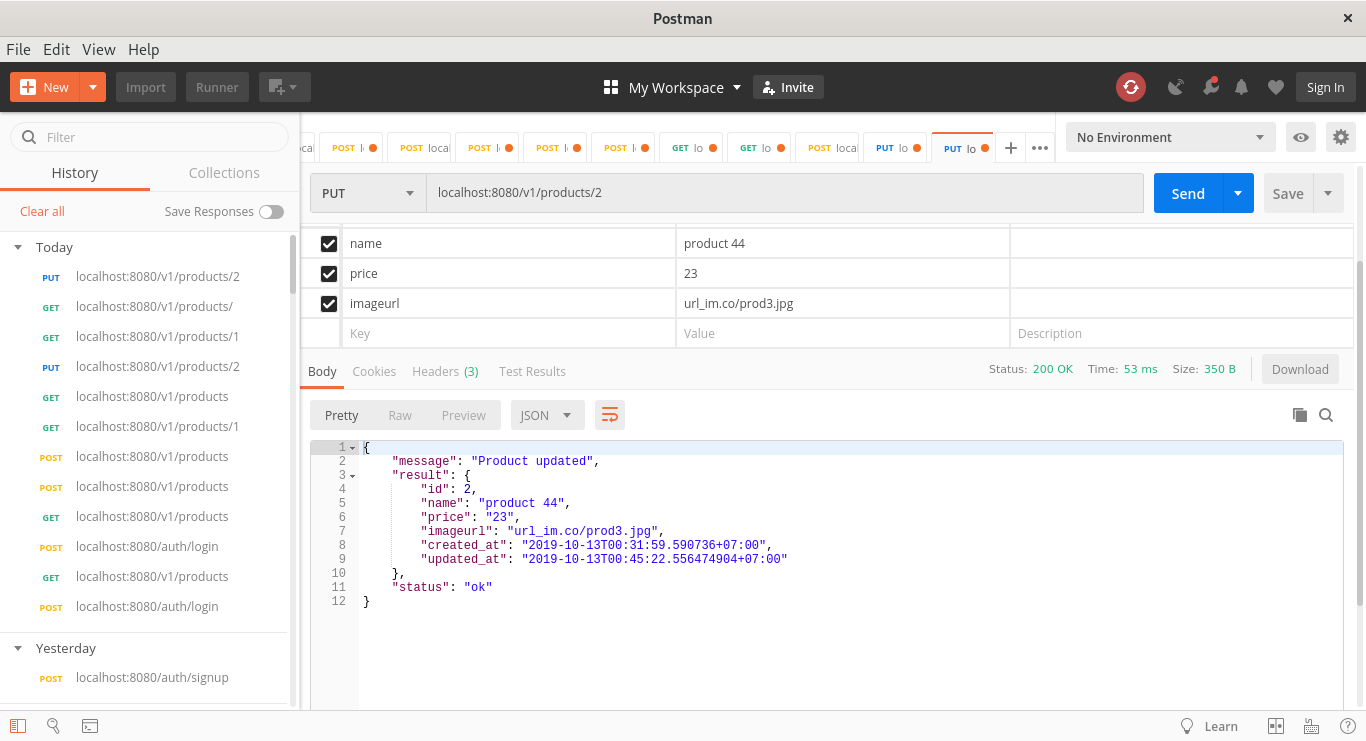 Postman
File Edit View Help
New Import Runner My Workspace Invite Sign In
Filter
History Collections
Clear all Save Responses
Today
PUT localhost:8080/v1/products/2
GET localhost:8080/v1/products/
GET localhost:8080/v1/products/1
PUT localhost:8080/v1/products/2
GET localhost:8080/v1/products
GET localhost:8080/v1/products/1
POST localhost:8080/v1/products
POST localhost:8080/v1/products
GET localhost:8080/v1/products
POST localhost:8080/auth/login
GET localhost:8080/v1/products
POST localhost:8080/auth/login
Yesterday
POST localhost:8080/auth/signup
POST l POST local POST l POST l POST l GET lo GET lo POST local PUT lo PUT lo
No Environment
PUT localhost:8080/v1/products/2 Send Save
name product 44
price 23
imageurl url_im.co/prod3.jpg
Key Value Description
Body Cookies Headers (3) Test Results Status: 200 OK Time: 53 ms Size: 350 B Download
Pretty Raw Preview JSON
1 {
2 "message": "Product updated",
3 "result": {
4 "id": 2,
5 "name": "product 44",
6 "price": "23",
7 "imageurl": "url_im.co/prod3.jpg",
8 "created_at": "2019-10-13T00:31:59.590736+07:00",
9 "updated_at": "2019-10-13T00:45:22.556474904+07:00"
10 },
11 "status": "ok"
12 }
Learn